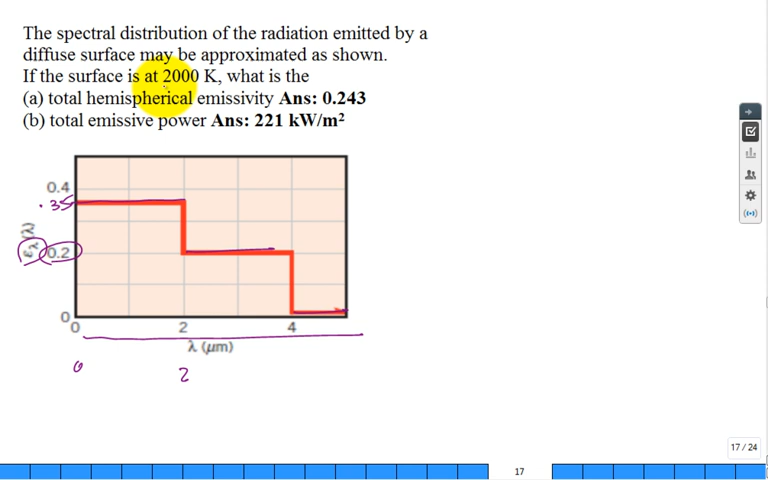 The spectral distribution of the radiation emitted by a
diffuse surface may be approximated as shown.
If the surface is at 2000 K, what is the
(a) total hemispherical emissivity Ans: 0.243
(b) total emissive power Ans: 221 kW/m²
0.4
.35
ελ(λ)
0.2
0
0
2
4
λ (μm)
0
2
17 / 24
17